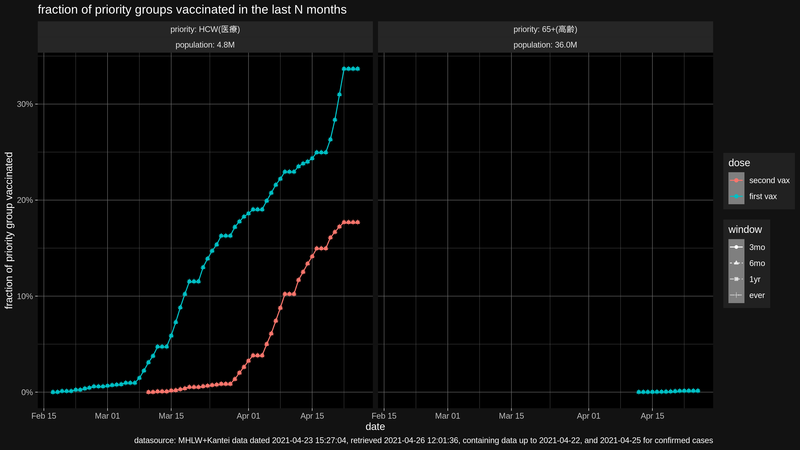 fraction of priority groups vaccinated in the last N months
priority: HCW(医療)
population: 4.8M
priority: 65+(高齢)
population: 36.0M
fraction of priority group vaccinated
30%
20%
10%
0%
Feb 15
Mar 01
Mar 15
Apr 01
Apr 15
Feb 15
Mar 01
Mar 15
Apr 01
Apr 15
date
dose
second vax
first vax
window
3mo
6mo
1yr
ever
datasource: MHLW+Kantei data dated 2021-04-23 15:27:04, retrieved 2021-04-26 12:01:36, containing data up to 2021-04-22, and 2021-04-25 for confirmed cases